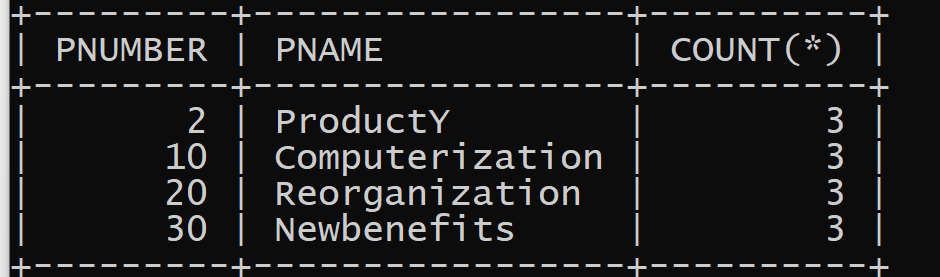 +---------+----------------+----------+
| PNUMBER | PNAME          | COUNT(*) |
+---------+----------------+----------+
|       2 | ProductY       |        3 |
|      10 | Computerization |        3 |
|      20 | Reorganization |        3 |
|      30 | Newbenefits    |        3 |
+---------+----------------+----------+